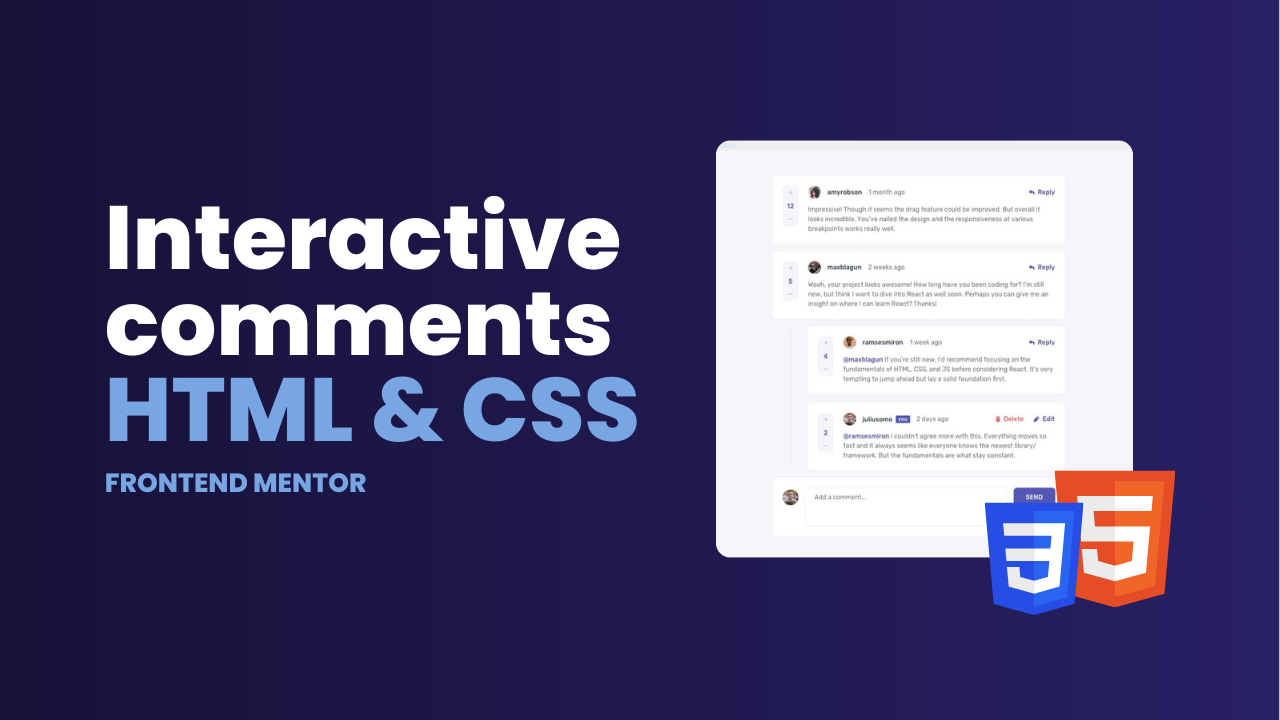 Interactive
comments
HTML & CSS
FRONTEND MENTOR
+
12
−
amyrobson 1 month ago Reply
Impressive! Though it seems the drag feature could be improved. But overall it
looks incredible. You've nailed the design and the responsiveness at various
breakpoints works really well.
+
5
−
maxblagun 2 weeks ago Reply
Woah, your project looks awesome! How long have you been coding for? I'm still
new, but think I want to dive into React as well soon. Perhaps you can give me an
insight on where I can learn React? Thanks!
+
4
−
ramsesmiron 1 week ago Reply
@maxblagun If you're still new, I'd recommend focusing on the
fundamentals of HTML, CSS, and JS before considering React. It's very
tempting to jump ahead but lay a solid foundation first.
+
2
−
juliusomo you 2 days ago Delete Edit
@ramsesmiron I couldn't agree more with this. Everything moves so
fast and it always seems like everyone knows the newest library/
framework. But the fundamentals are what stay constant.
Add a comment...
SEND
3
5